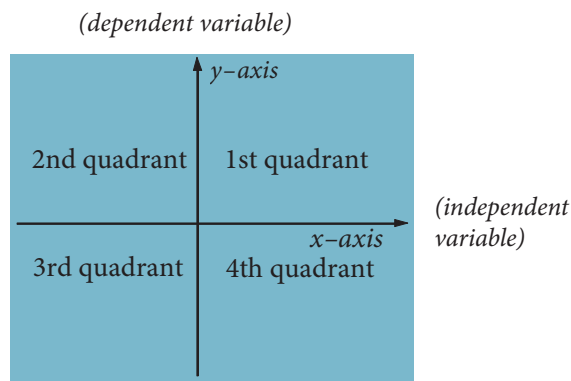 (dependent variable)
y–axis
2nd quadrant
1st quadrant
(independent
variable)
x–axis
3rd quadrant
4th quadrant